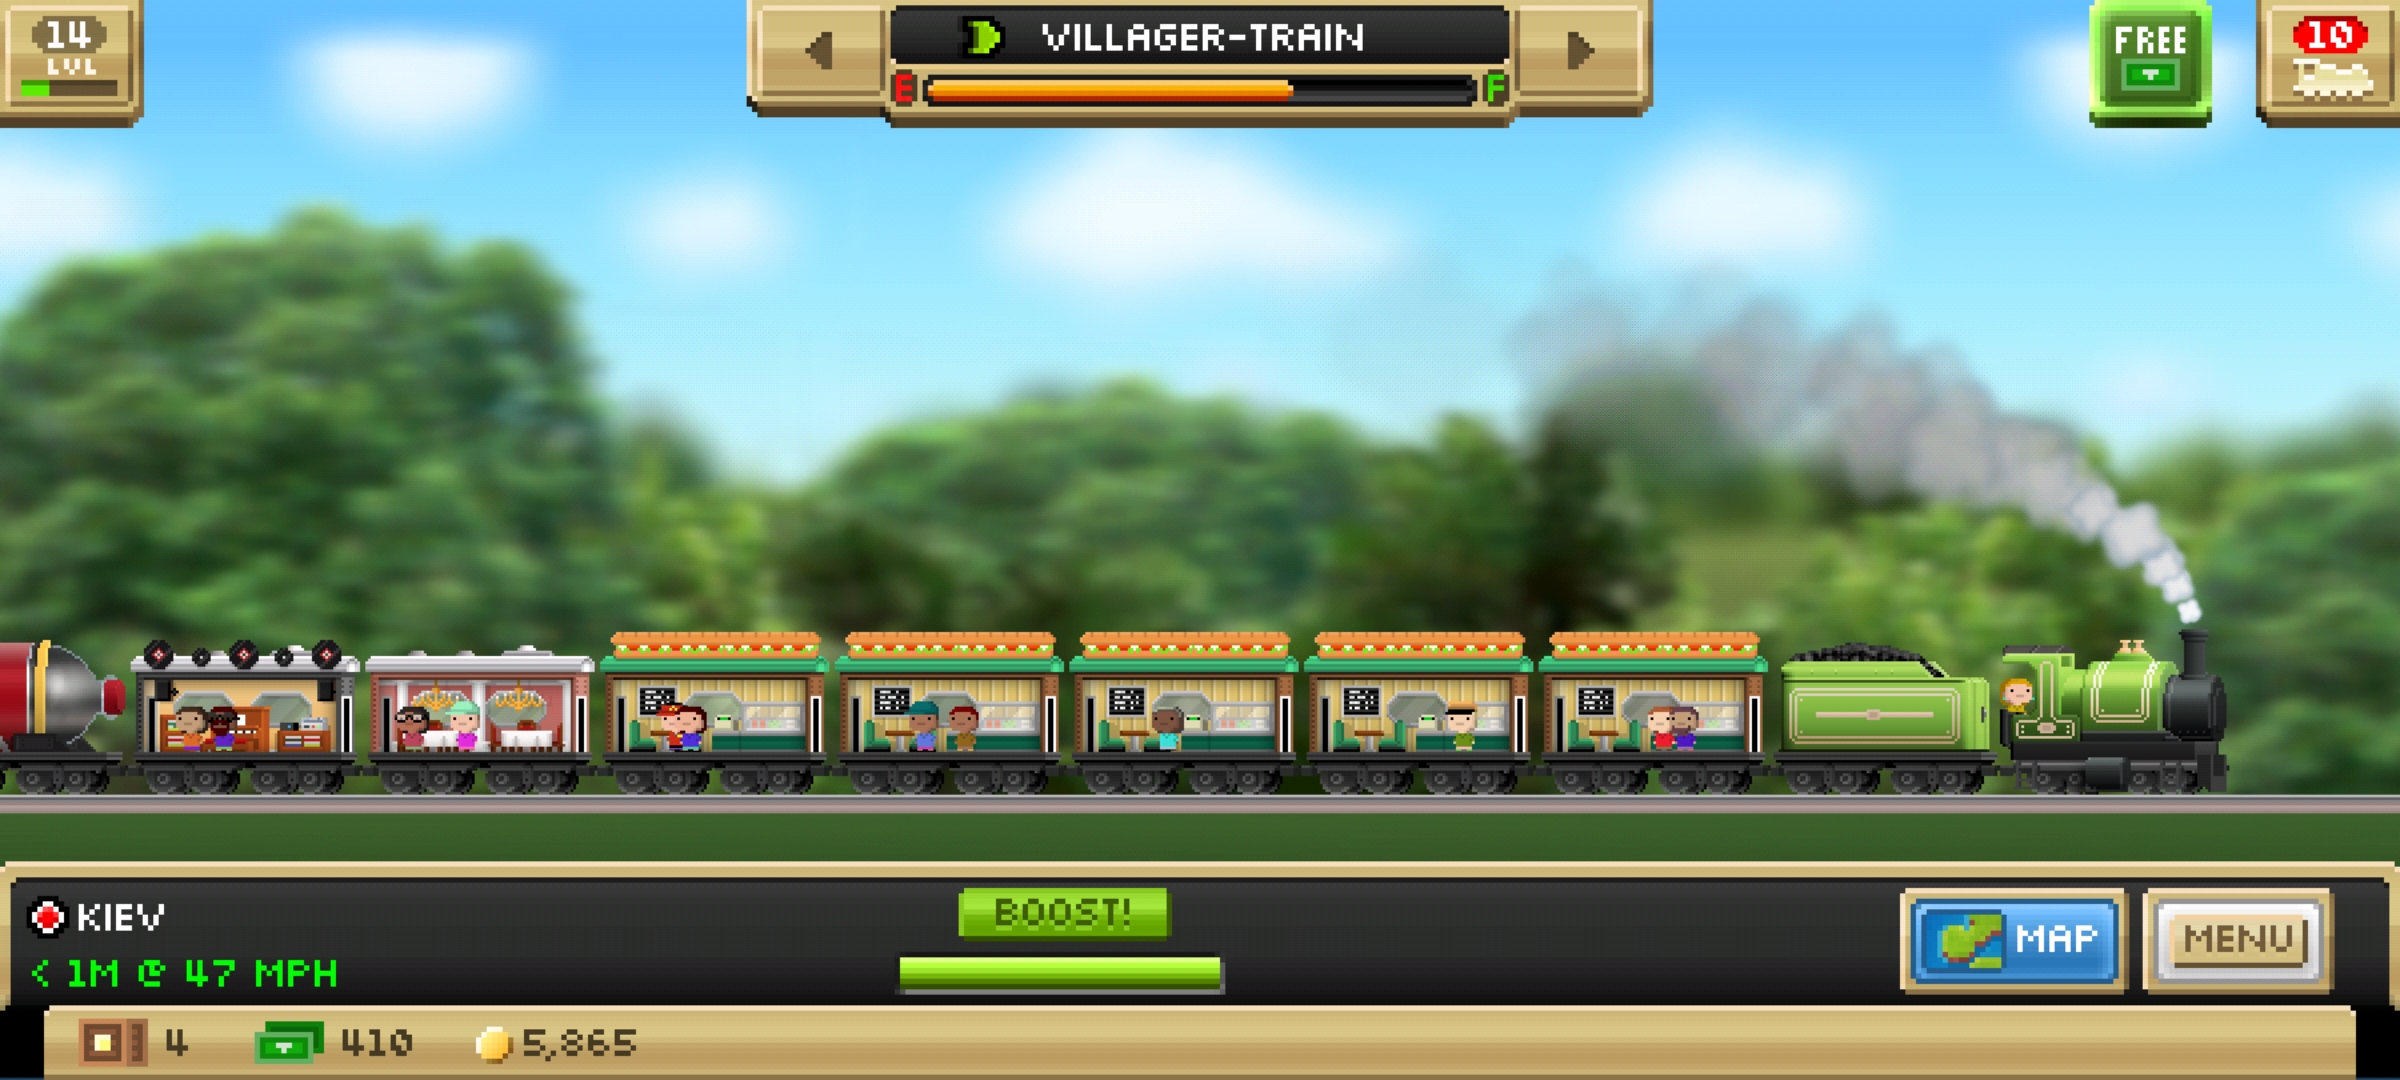 14
LVL
VILLAGER-TRAIN
E F
FREE
10
KIEV
BOOST!
< 1M @ 47 MPH
MAP
MENU
4
410
5,865